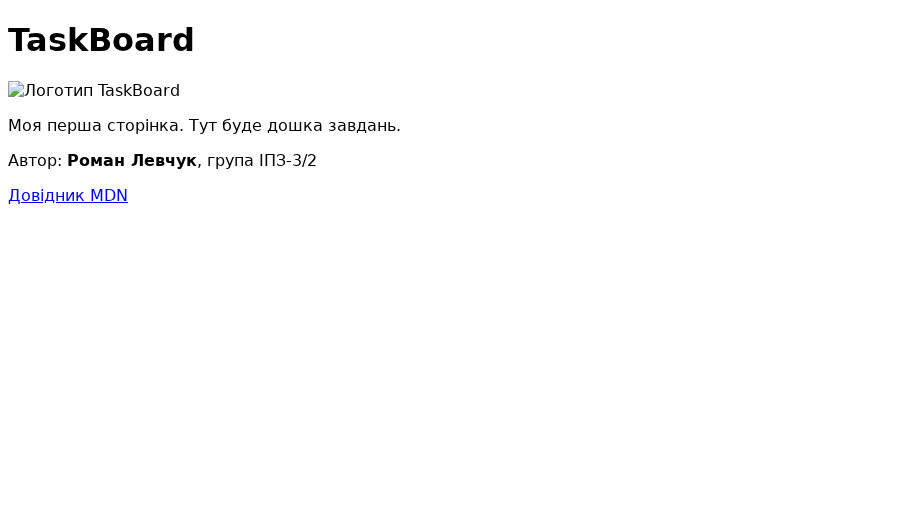 TaskBoard
Логотип TaskBoard
Моя перша сторінка. Тут буде дошка завдань.
Автор: Роман Левчук, група ІПЗ-3/2
Довідник MDN